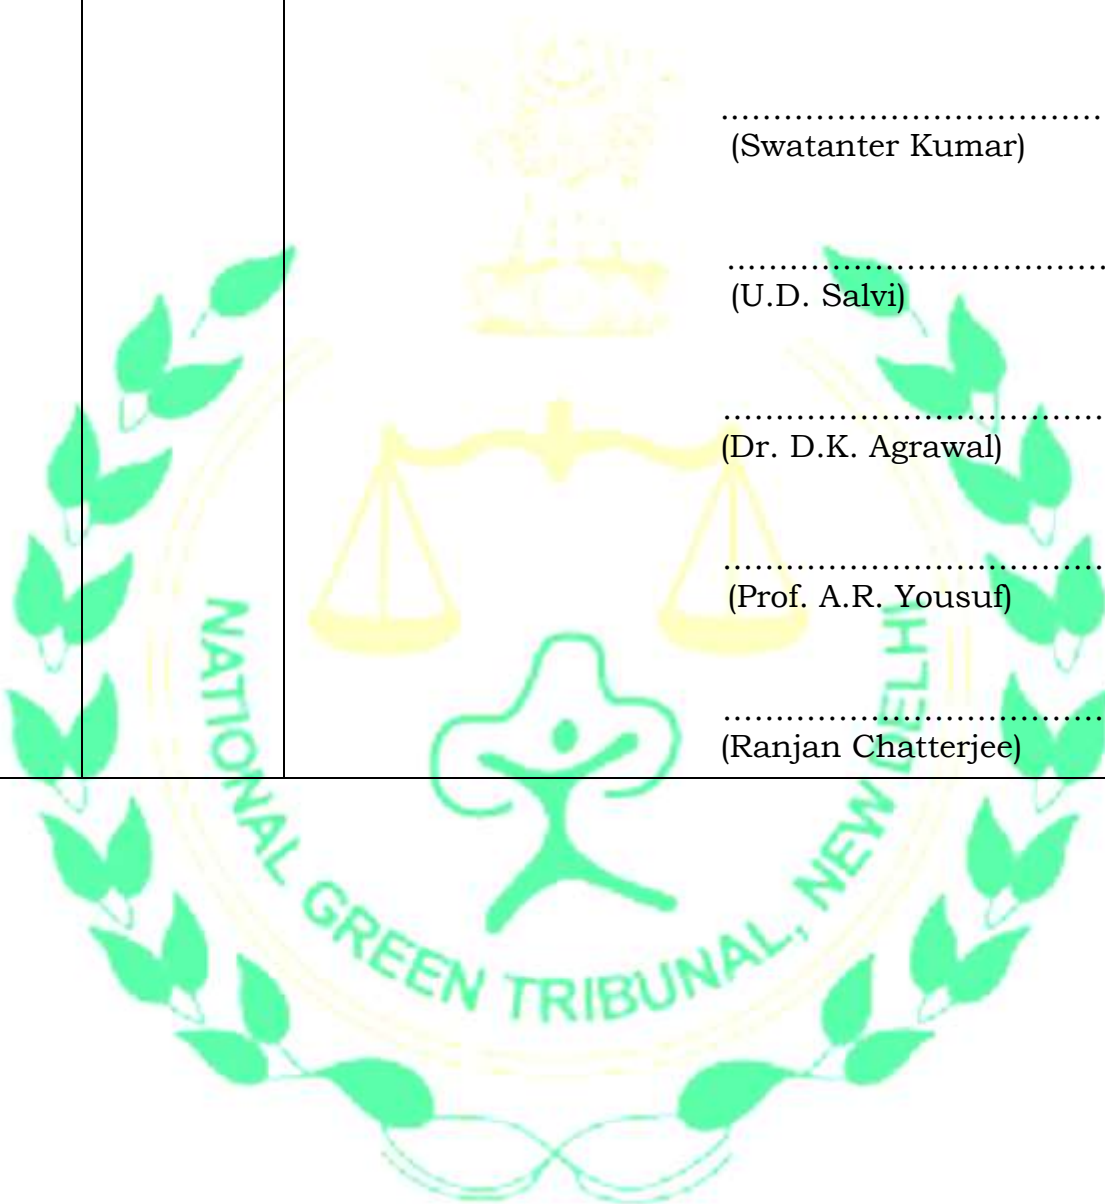 ....................................
(Swatanter Kumar)
....................................
(U.D. Salvi)
....................................
(Dr. D.K. Agrawal)
....................................
(Prof. A.R. Yousuf)
....................................
(Ranjan Chatterjee)
NATIONAL GREEN TRIBUNAL, NEW DELHI